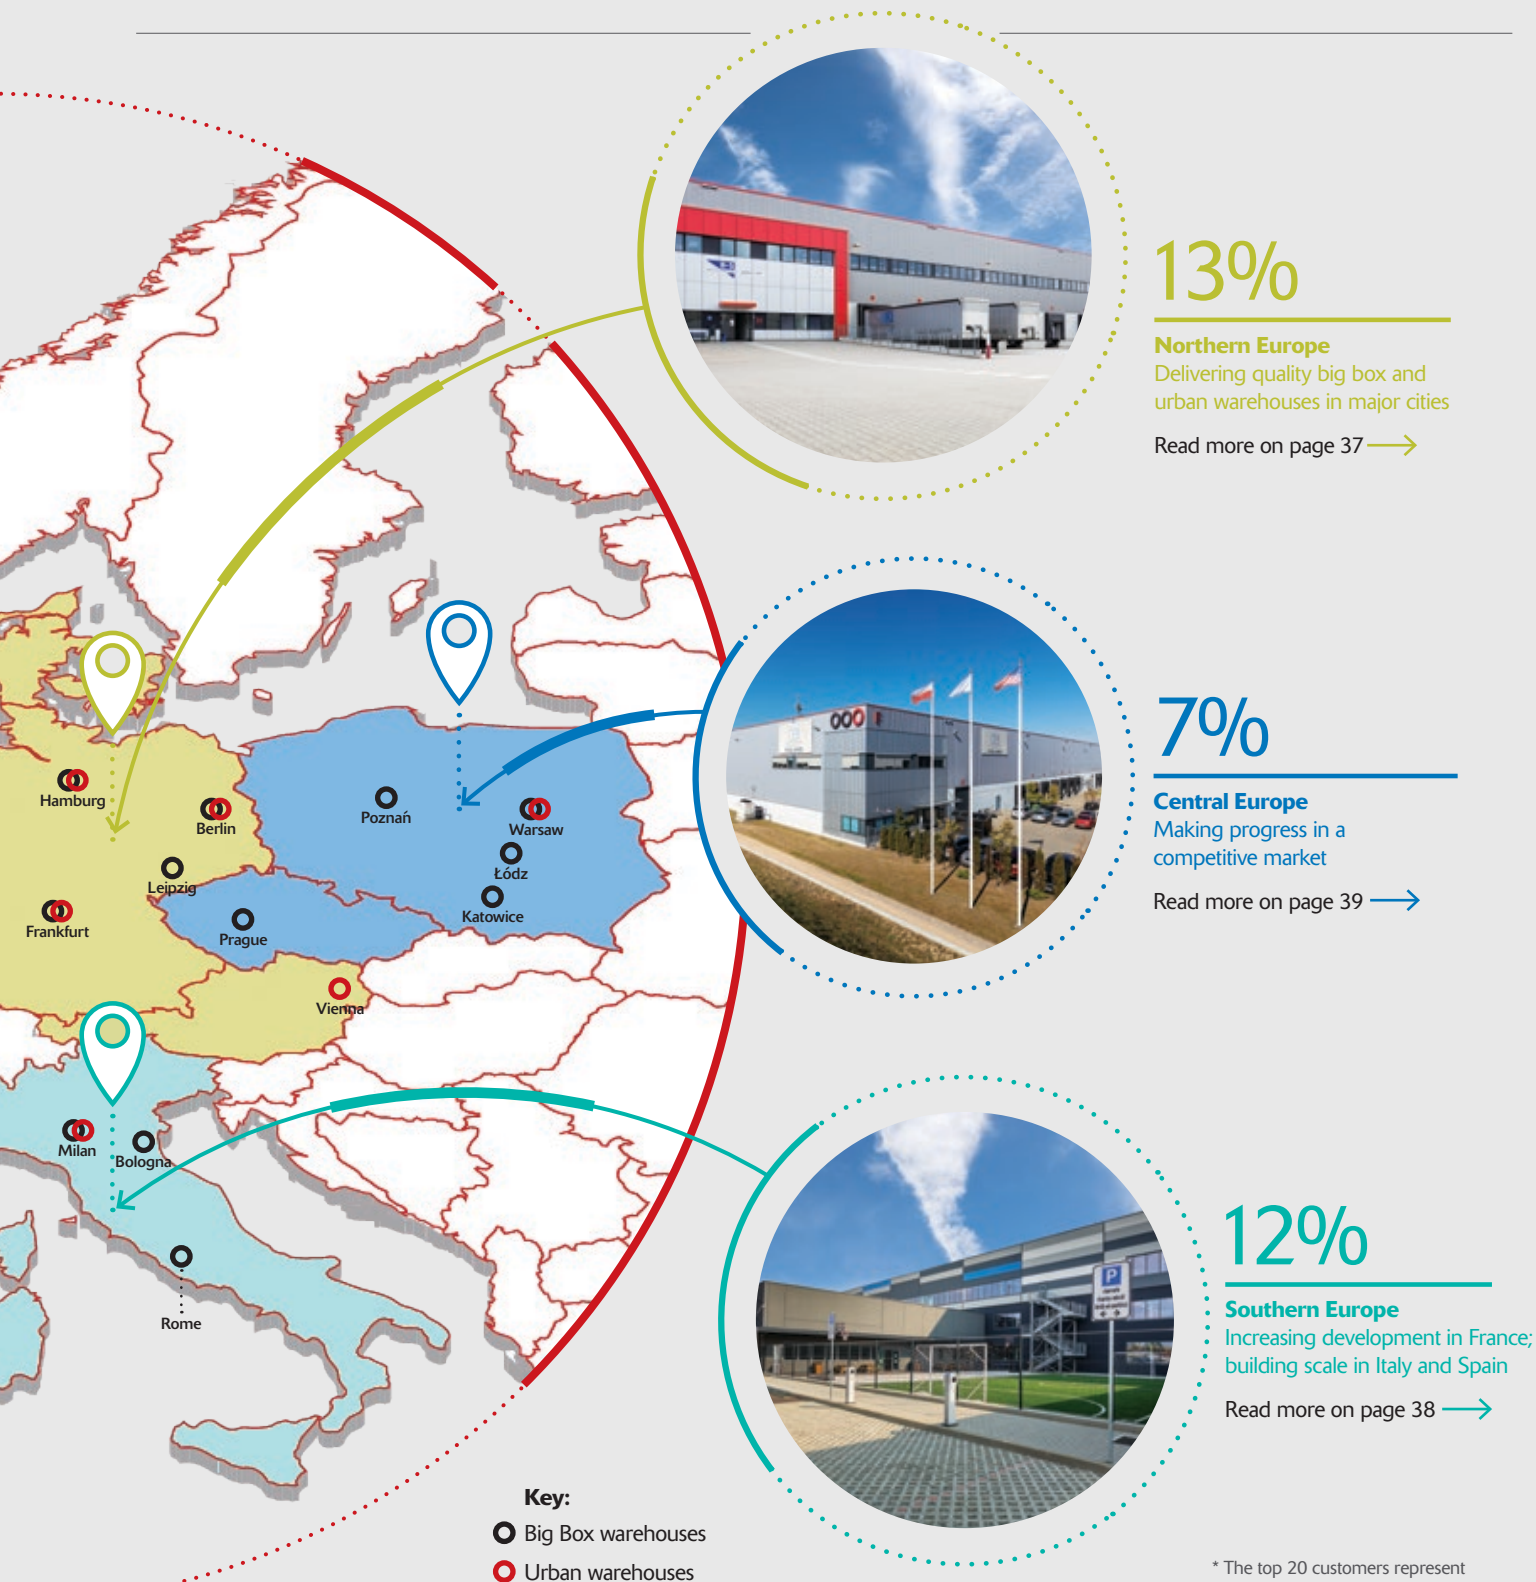 13%
Northern Europe
Delivering quality big box and
urban warehouses in major cities
Read more on page 37
7%
Central Europe
Making progress in a
competitive market
Read more on page 39
12%
Southern Europe
Increasing development in France;
building scale in Italy and Spain
Read more on page 38
Hamburg
Berlin
Poznań
Warsaw
Łódz
Leipzig
Katowice
Frankfurt
Prague
Vienna
Milan
Bologna
Rome
P
Key:
Big Box warehouses
Urban warehouses
* The top 20 customers represent